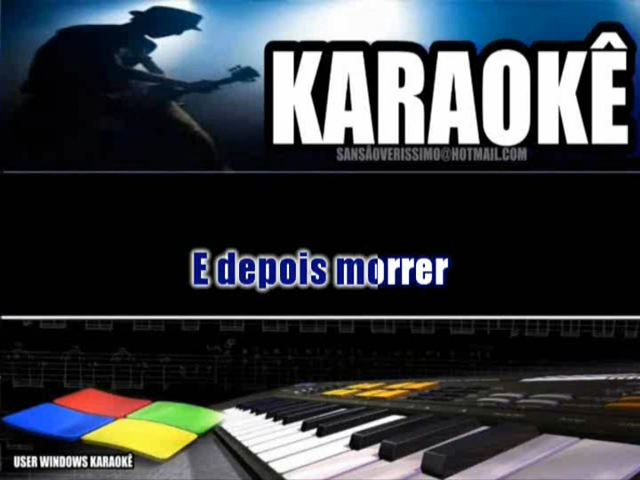 KARAOKÊ
SANSÃOVERISSIMO@HOTMAIL.COM
E depois morrer
USER WINDOWS KARAOKÊ